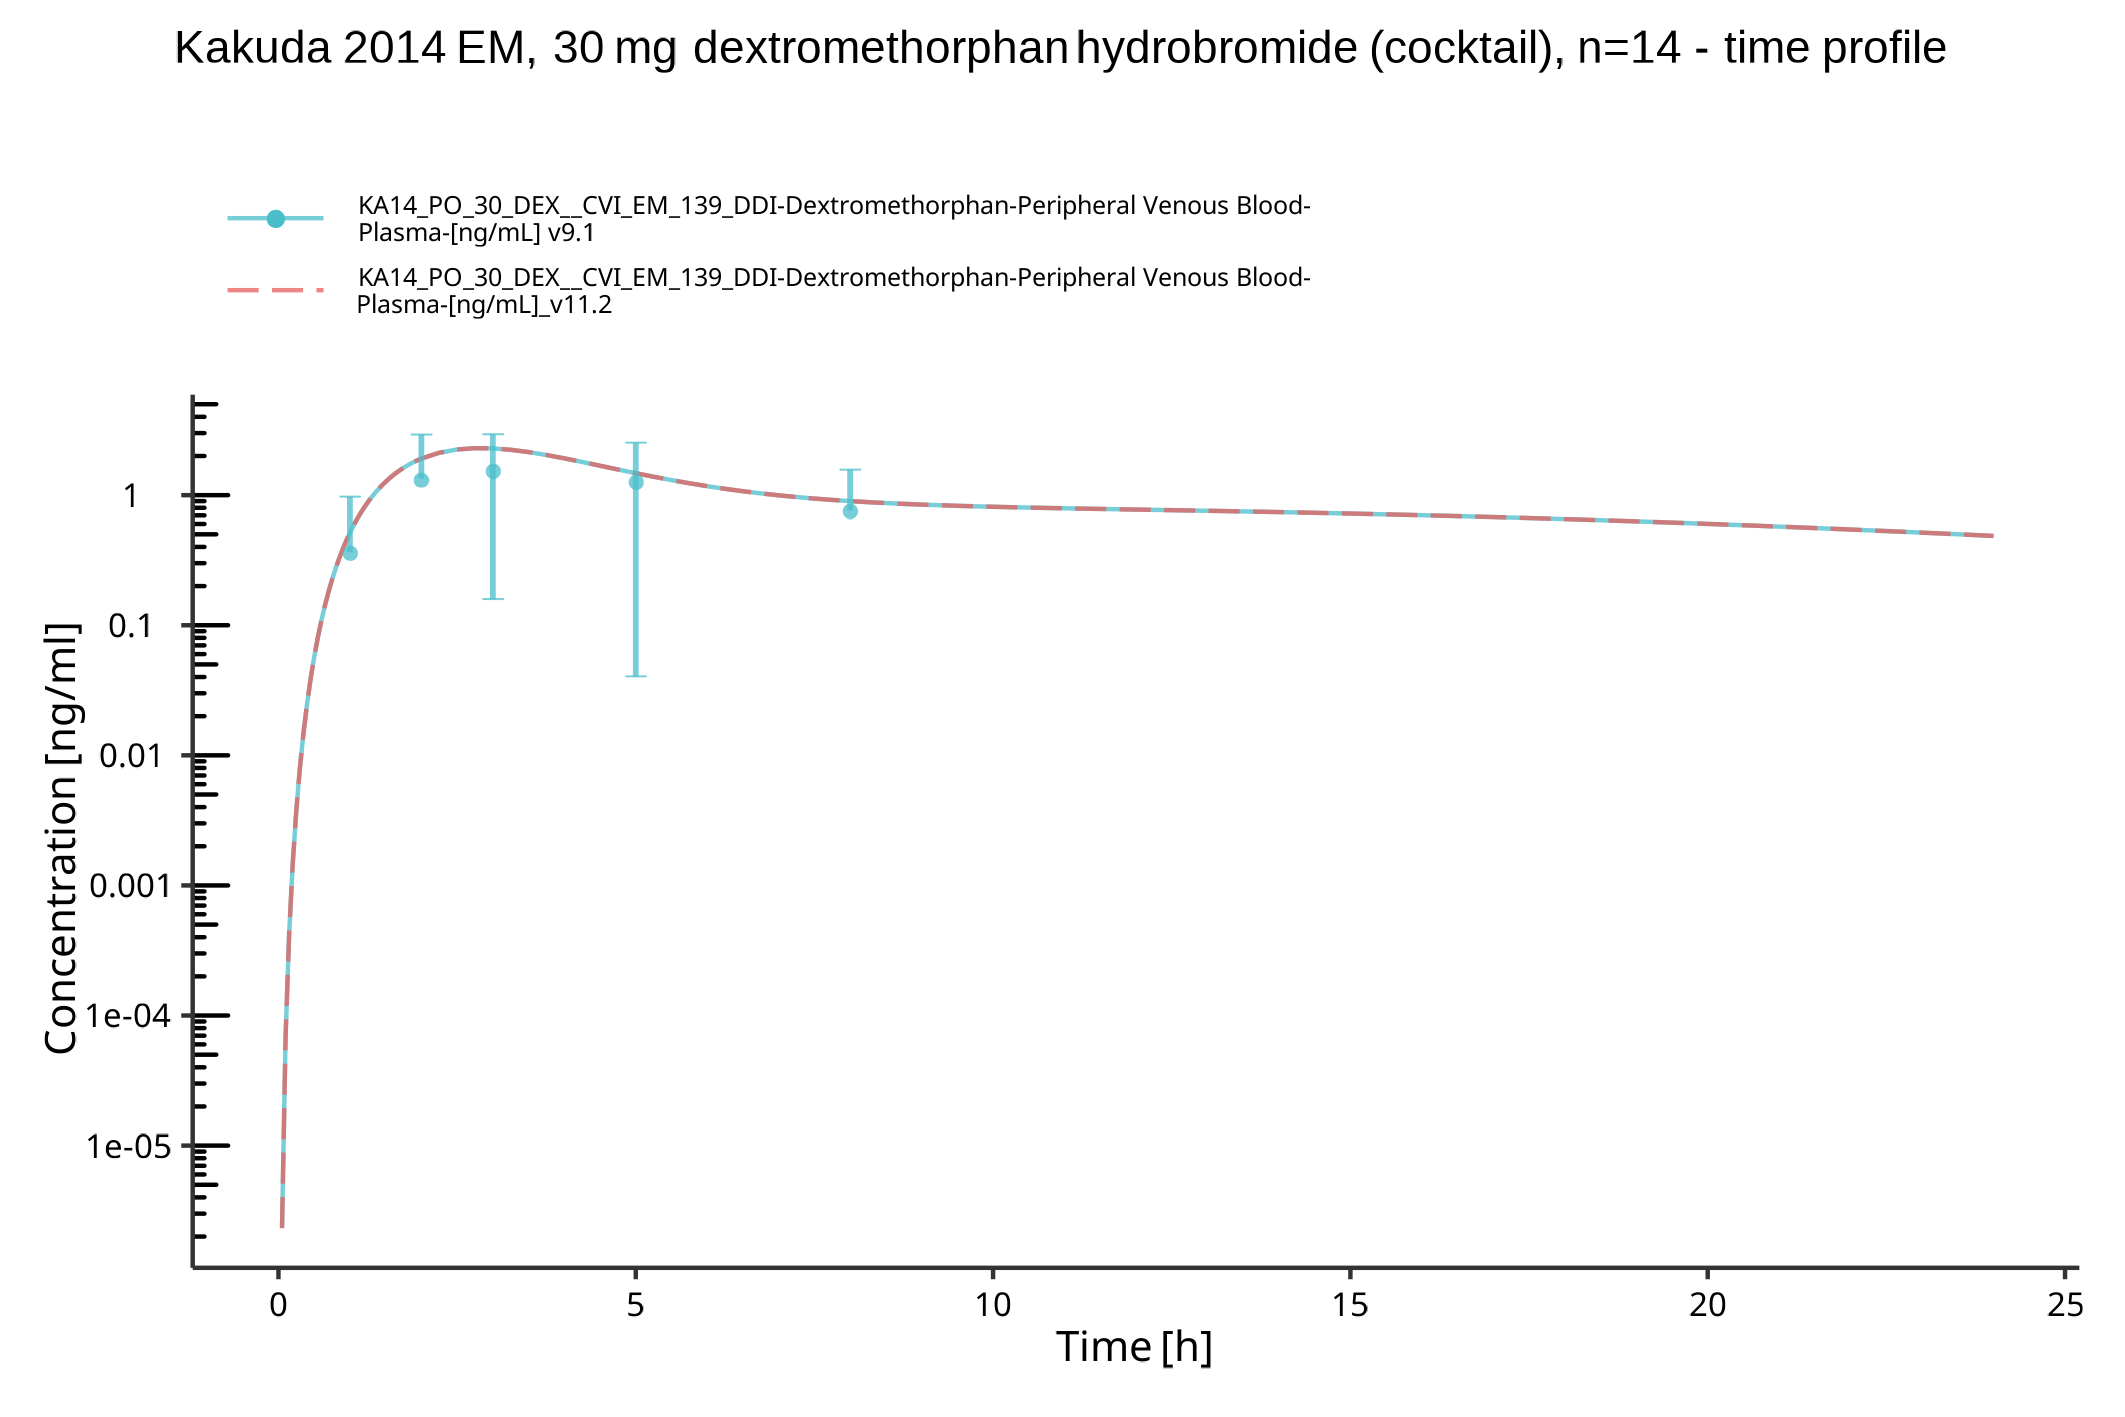 Kakuda 2014 EM, 30 mg dextromethorphan hydrobromide (cocktail), n=14 - time profile
KA14_PO_30_DEX__CVI_EM_139_DDI-Dextromethorphan-Peripheral Venous Blood-
Plasma-[ng/mL] v9.1
KA14_PO_30_DEX__CVI_EM_139_DDI-Dextromethorphan-Peripheral Venous Blood-
Plasma-[ng/mL]_v11.2
Concentration [ng/ml]
1
0.1
0.01
0.001
1e-04
1e-05
0 5 10 15 20 25
Time [h]